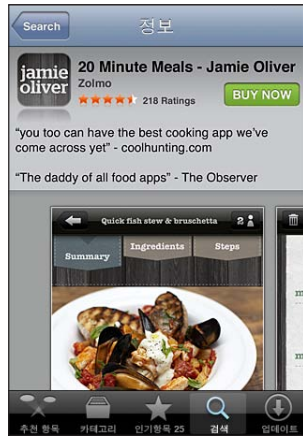 Search
정보
jamie
oliver
20 Minute Meals - Jamie Oliver
Zolmo
218 Ratings
BUY NOW
“you too can have the best cooking app we’ve
come across yet” - coolhunting.com
“The daddy of all food apps” - The Observer
Quick fish stew & bruschetta
2
Summary
Ingredients
Steps
추천 항목
카테고리
인기항목 25
검색
업데이트